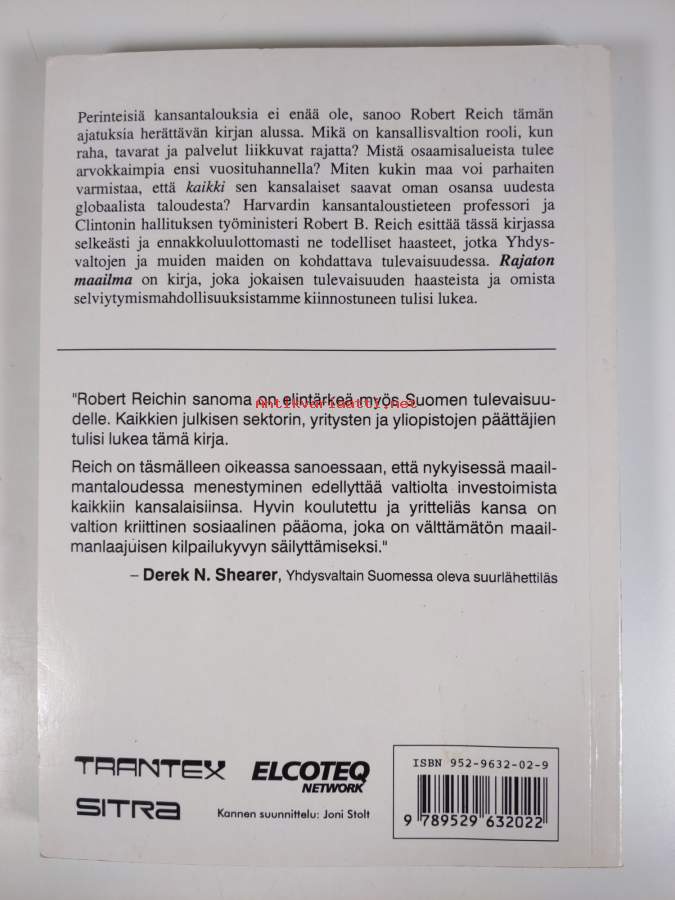 Perinteisiä kansantalouksia ei enää ole, sanoo Robert Reich tämän
ajatuksia herättävän kirjan alussa. Mikä on kansallisvaltion rooli, kun
raha, tavarat ja palvelut liikkuvat rajatta? Mistä osaamisalueista tulee
arvokkaimpia ensi vuosituhannella? Miten kukin maa voi parhaiten
varmistaa, että kaikki sen kansalaiset saavat oman osansa uudesta
globaalista taloudesta? Harvardin kansantaloustieteen professori ja
Clintonin hallituksen työministeri Robert B. Reich esittää tässä kirjassa
selkeästi ja ennakkoluulottomasti ne todelliset haasteet, jotka Yhdys-
valtojen ja muiden maiden on kohdattava tulevaisuudessa. Rajaton
maailma on kirja, joka jokaisen tulevaisuuden haasteista ja omista
selviytymismahdollisuuksistamme kiinnostuneen tulisi lukea.
"Robert Reichin sanoma on elintärkeä myös Suomen tulevaisuu-
antikvariaatti.net
delle. Kaikkien julkisen sektorin, yritysten ja yliopistojen päättäjien
tulisi lukea tämä kirja.
Reich on täsmälleen oikeassa sanoessaan, että nykyisessä maail-
mantaloudessa menestyminen edellyttää valtiolta investoimista
kaikkiin kansalaisiinsa. Hyvin koulutettu ja yritteliäs kansa on
valtion kriittinen sosiaalinen pääoma, joka on välttämätön maail-
manlaajuisen kilpailukyvyn säilyttämiseksi."
– Derek N. Shearer, Yhdysvaltain Suomessa oleva suurlähettiläs
TRANTEX
ELCOTEQ
NETWORK
SITRA
Kannen suunnittelu: Joni Stolt
ISBN 952-9632-02-9
9 789529 632022